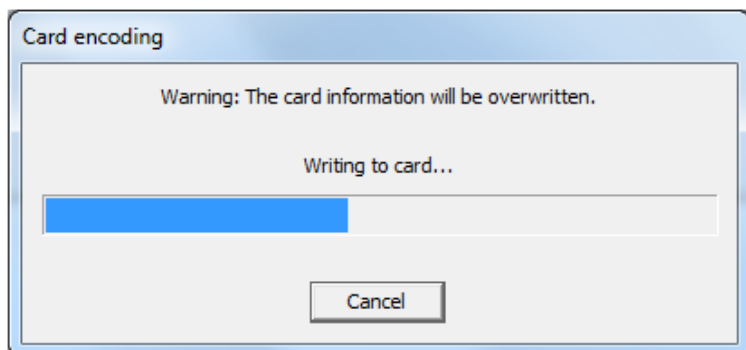 Card encoding
Warning: The card information will be overwritten.
Writing to card...
Cancel